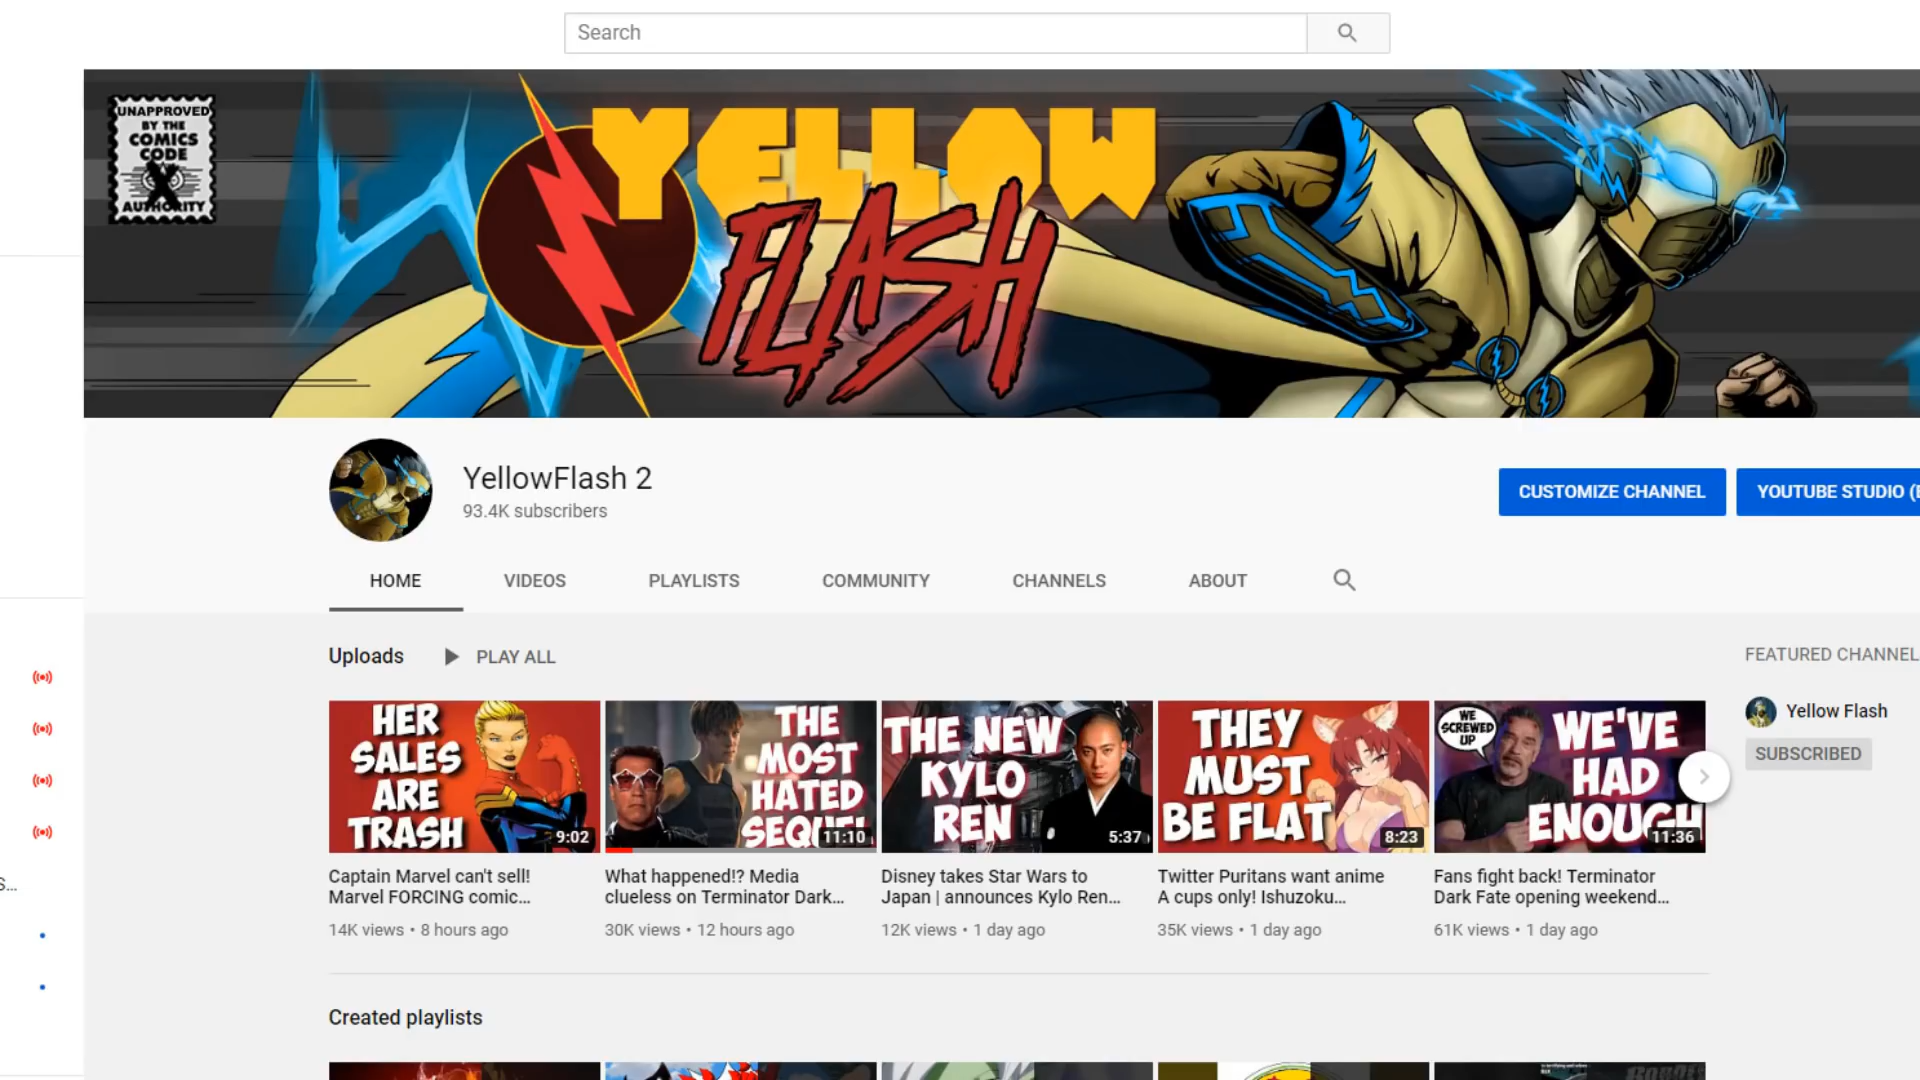 Search
UNAPPROVED
BY THE
COMICS
CODE
AUTHORITY
YELLOW
FLASH
YellowFlash 2
93.4K subscribers
CUSTOMIZE CHANNEL
YOUTUBE STUDIO (
HOME
VIDEOS
PLAYLISTS
COMMUNITY
CHANNELS
ABOUT
Uploads
PLAY ALL
FEATURED CHANNEL
Yellow Flash
SUBSCRIBED
HER
SALES
ARE
TRASH
9:02
THE
MOST
HATED
SEQUEL
11:10
THE NEW
KYLO
REN
5:37
THEY
MUST
BE FLAT
8:23
WE
SCREWED
UP
WE'VE
HAD
ENOUGH
11:36
Captain Marvel can't sell!
Marvel FORCING comic...
14K views • 8 hours ago
What happened!? Media
clueless on Terminator Dark...
30K views • 12 hours ago
Disney takes Star Wars to
Japan | announces Kylo Ren...
12K views • 1 day ago
Twitter Puritans want anime
A cups only! Ishuzoku...
35K views • 1 day ago
Fans fight back! Terminator
Dark Fate opening weekend...
61K views • 1 day ago
S...
Created playlists